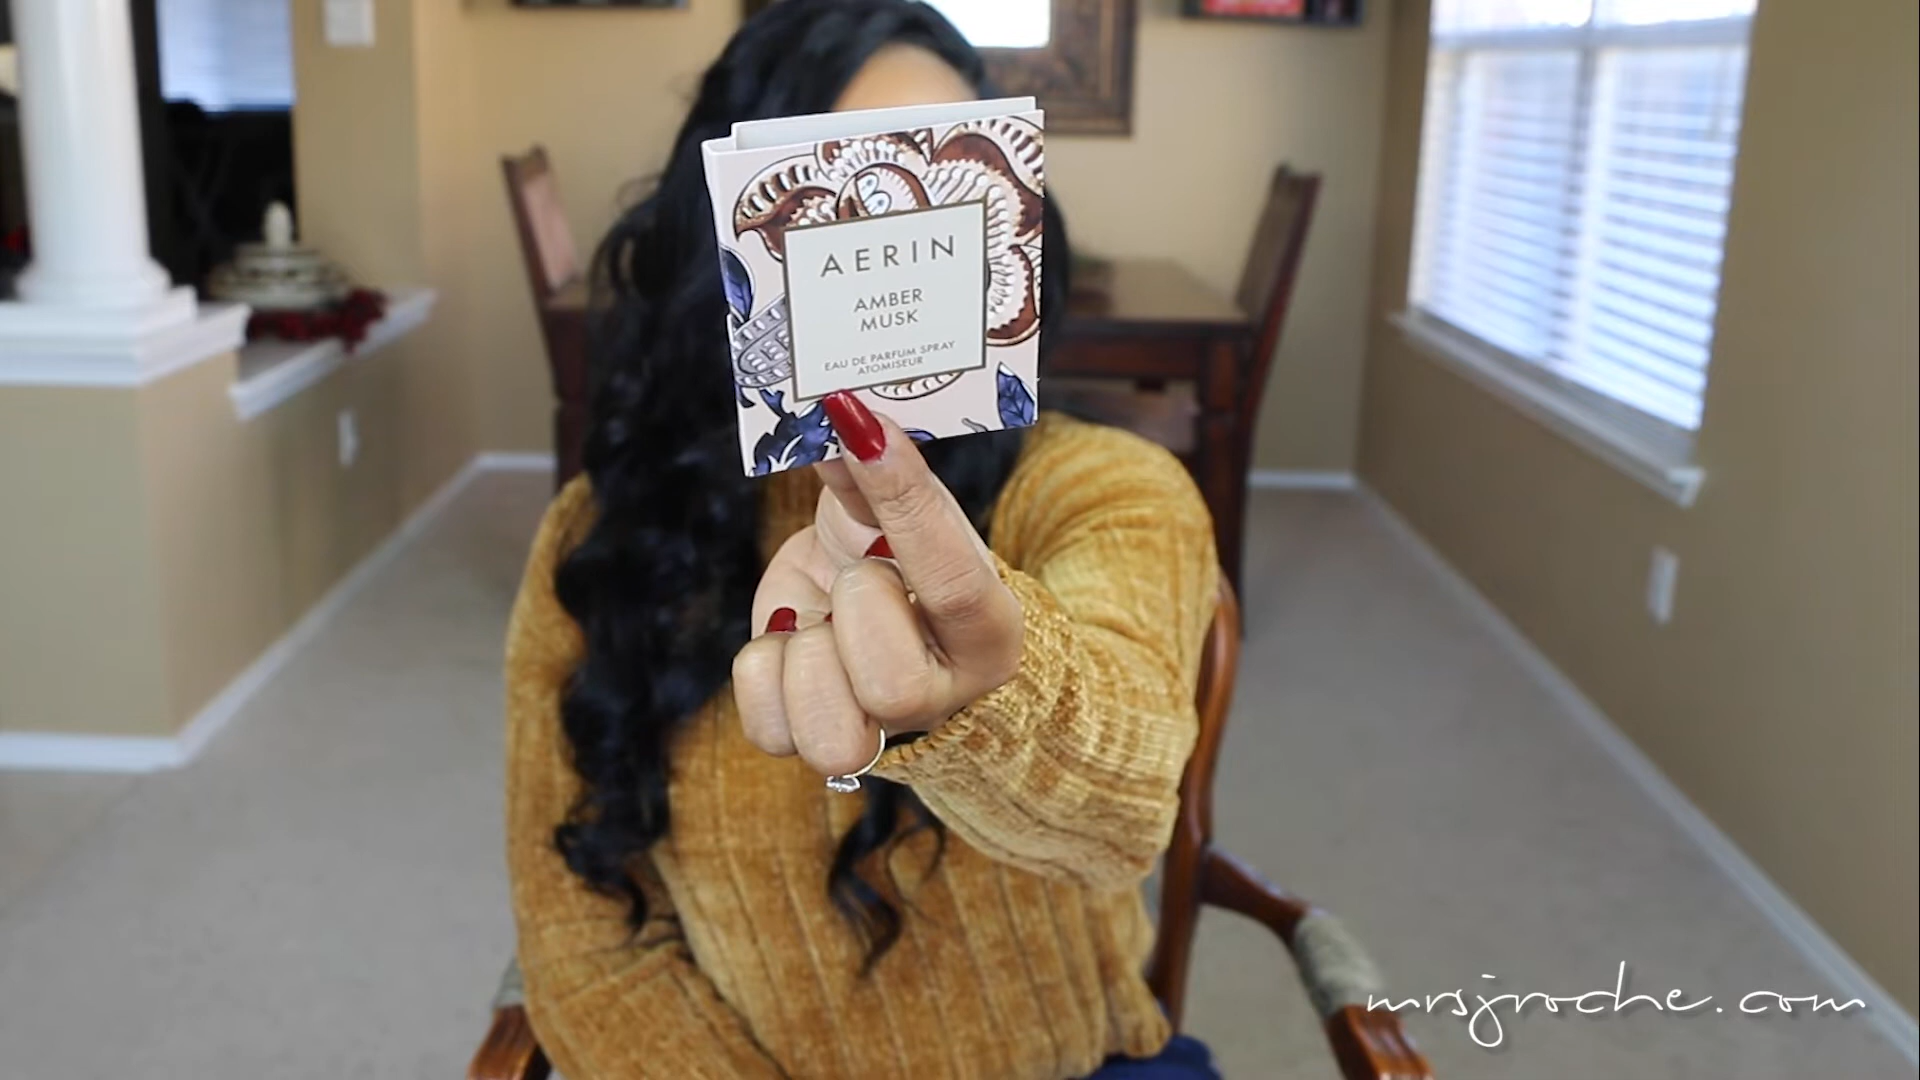 AERIN
AMBER
MUSK
EAU DE PARFUM SPRAY
ATOMISEUR
mrsjroche.com